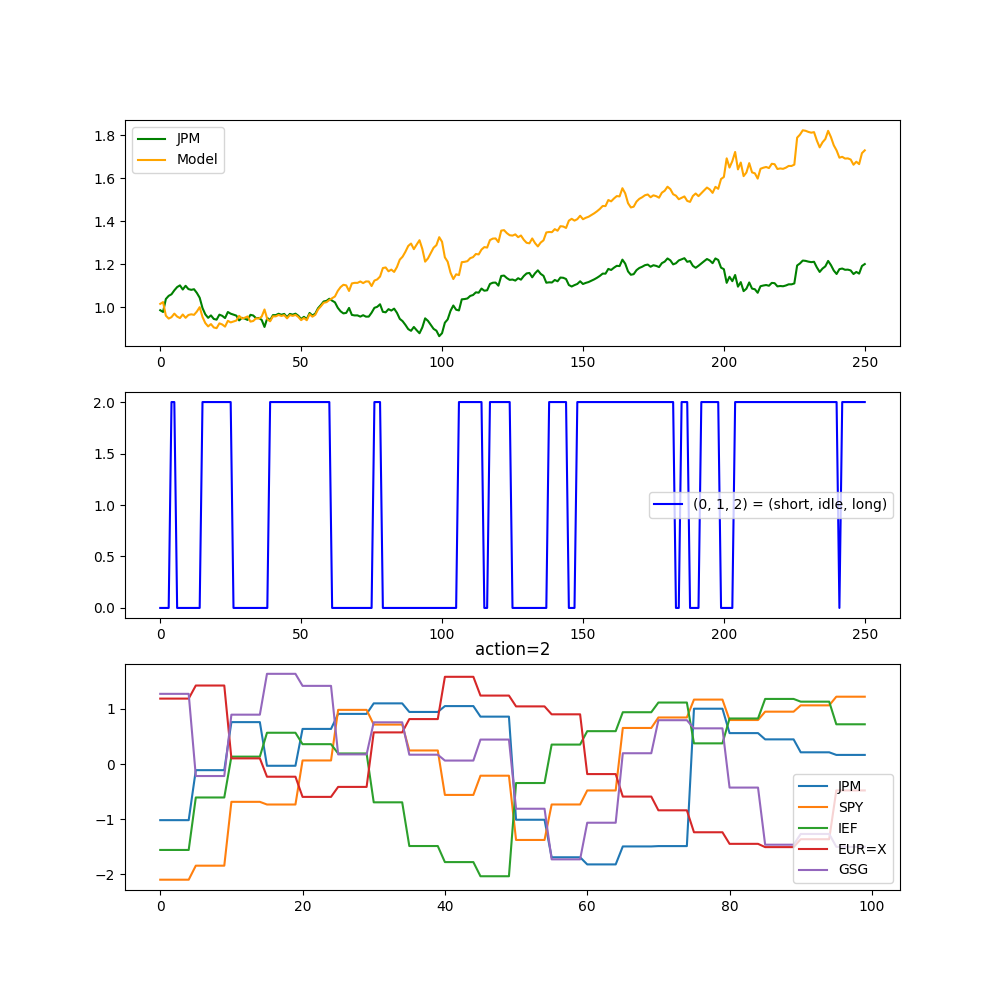 1.8
1.6
1.4
1.2
1.0
JPM
Model
0 50 100 150 200 250
2.0
1.5
1.0
0.5
0.0
(0, 1, 2) = (short, idle, long)
0 50 100 150 200 250
action=2
1
0
−1
−2
JPM
SPY
IEF
EUR=X
GSG
0 20 40 60 80 100